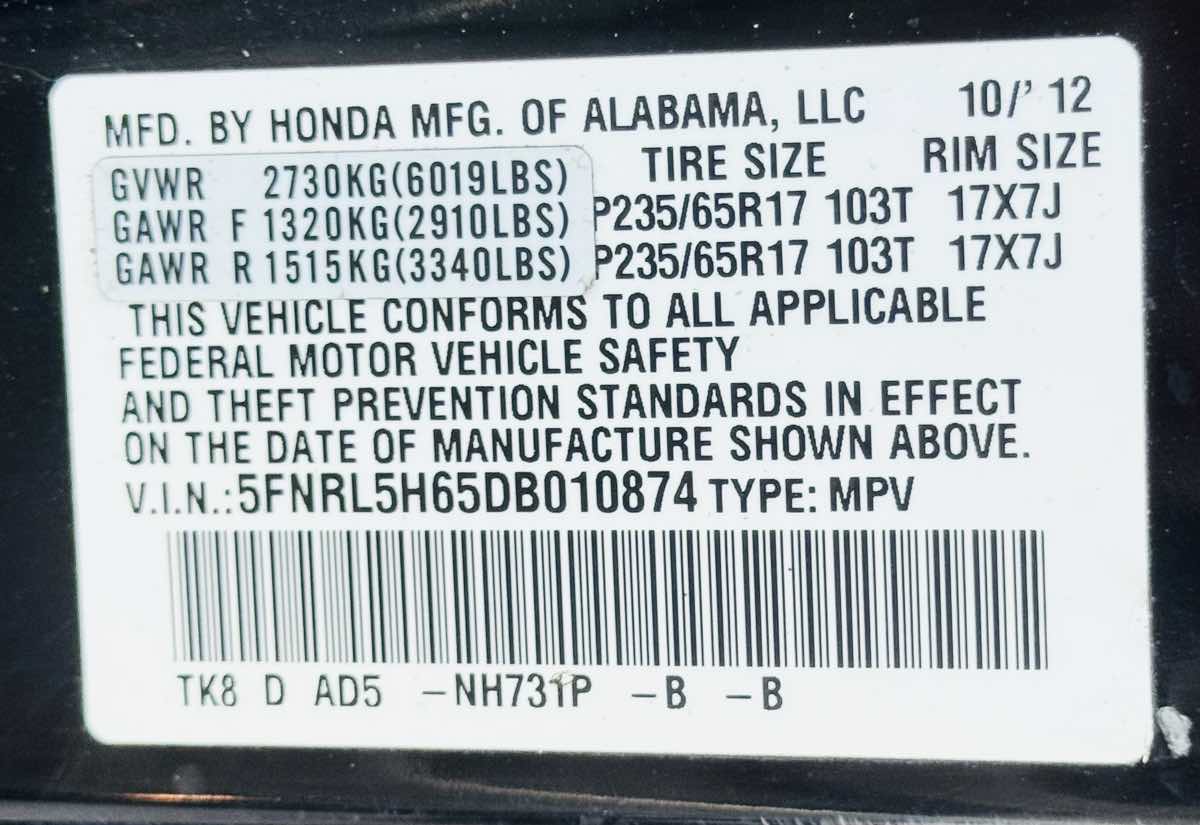 MFD. BY HONDA MFG. OF ALABAMA, LLC 10/' 12
TIRE SIZE RIM SIZE
GVWR 2730KG(6019LBS)
GAWR F 1320KG(2910LBS) P235/65R17 103T 17X7J
GAWR R 1515KG(3340LBS) P235/65R17 103T 17X7J
THIS VEHICLE CONFORMS TO ALL APPLICABLE
FEDERAL MOTOR VEHICLE SAFETY
AND THEFT PREVENTION STANDARDS IN EFFECT
ON THE DATE OF MANUFACTURE SHOWN ABOVE.
V.I.N.:5FNRL5H65DB010874 TYPE: MPV
TK8 D AD5 -NH731P -B -B